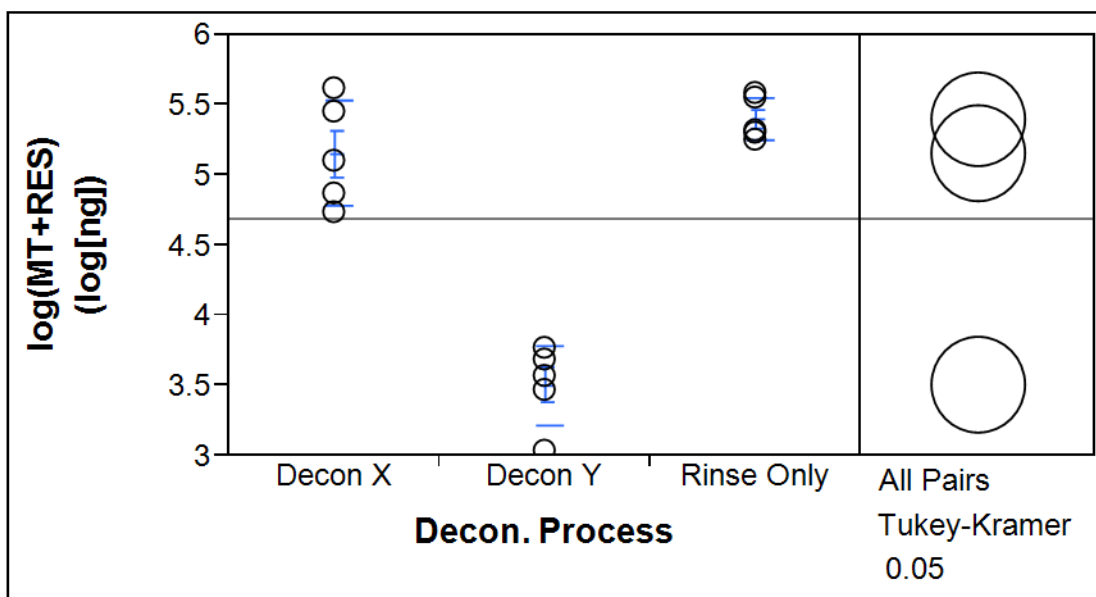 log(MT+RES)
(log[ng])
6
5.5
5
4.5
4
3.5
3
Decon X Decon Y Rinse Only
Decon. Process
All Pairs
Tukey-Kramer
0.05